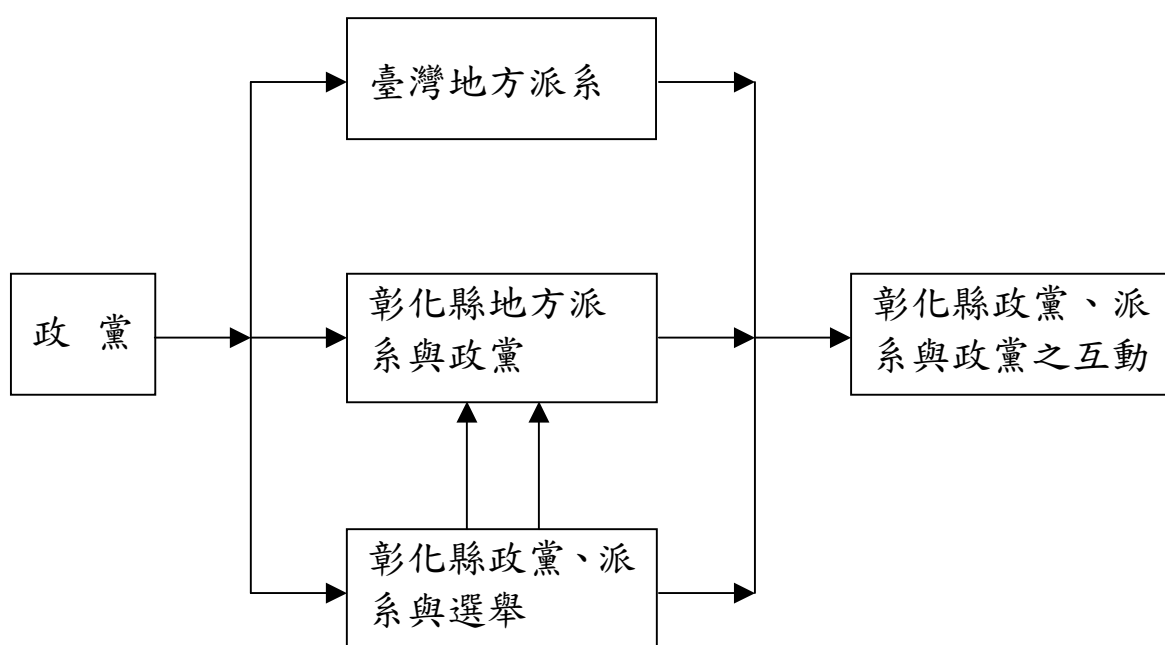 臺灣地方派系
政 黨
彰化縣地方派
系與政黨
彰化縣政黨、派
系與政黨之互動
彰化縣政黨、派
系與選舉